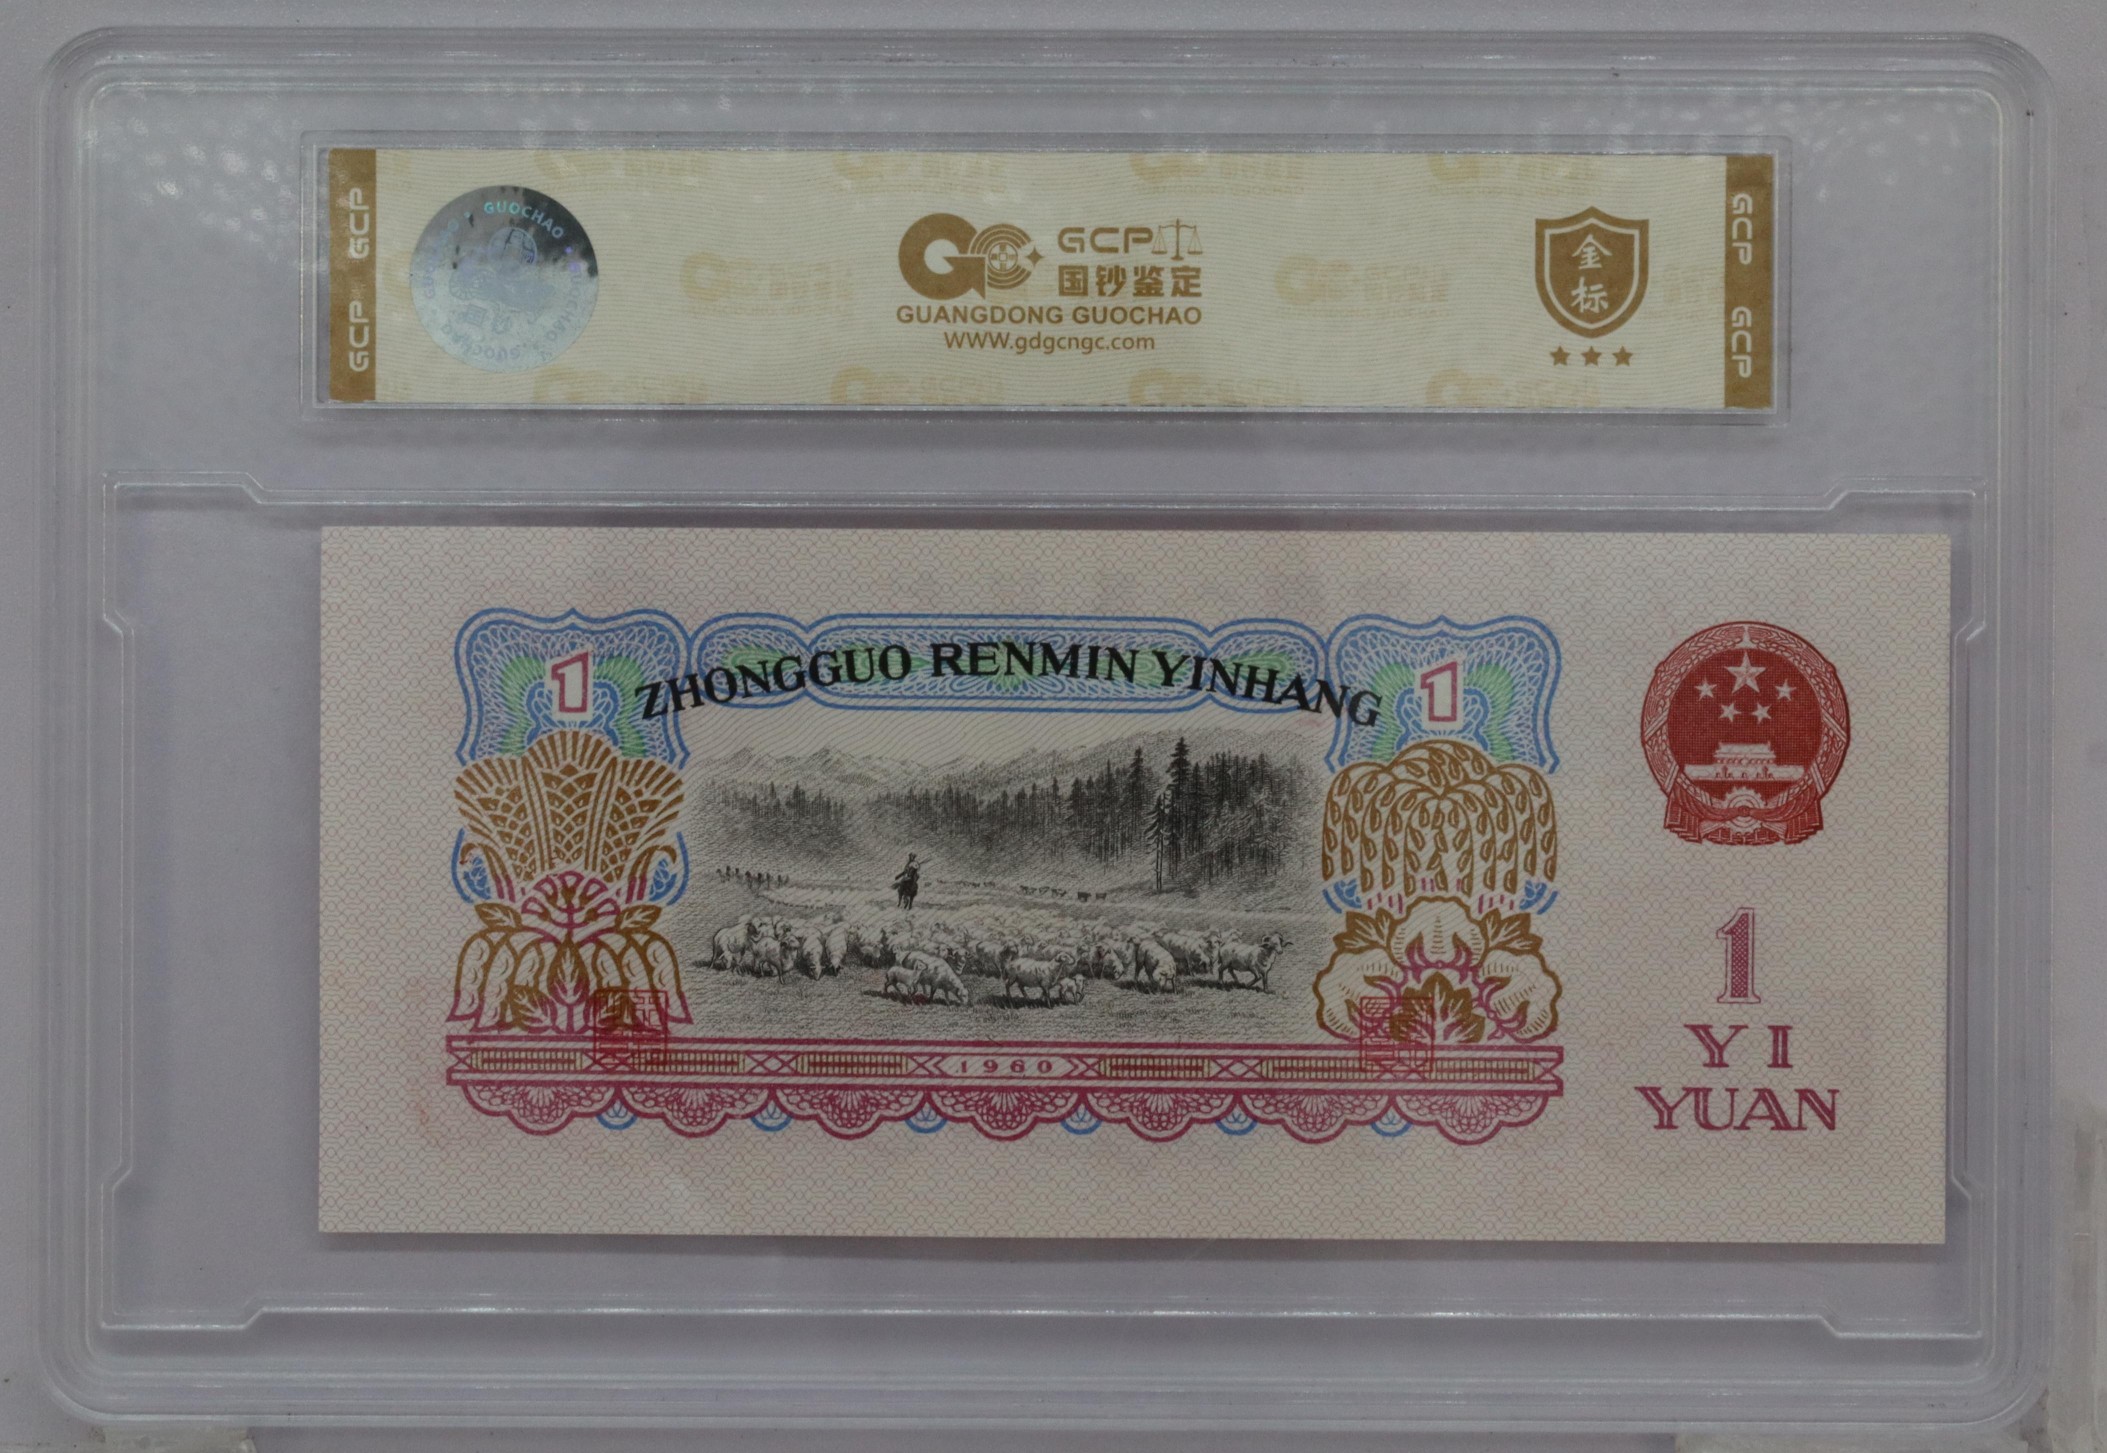 GCP GCP
GUOCHAO
GCP
国钞鉴定
GUANGDONG GUOCHAO
WWW.gdgcngc.com
金标
GCP GCP
ZHONGGUO RENMIN YINHANG
1
1
1960
1
YI
YUAN